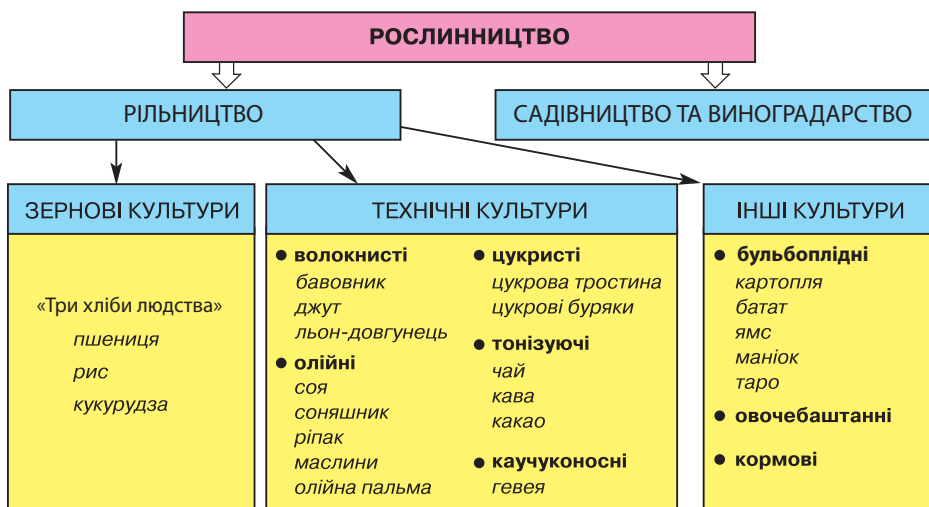 РОСЛИННИЦТВО
РІЛЬНИЦТВО
САДІВНИЦТВО ТА ВИНОГРАДАРСТВО
ЗЕРНОВІ КУЛЬТУРИ
«Три хліби людства»
пшениця
рис
кукурудза
ТЕХНІЧНІ КУЛЬТУРИ
• волокнисті
бавовник
джут
льон-довгунець
• олійні
соя
соняшник
ріпак
маслини
олійна пальма
• цукристі
цукрова тростина
цукрові буряки
• тонізуючі
чай
кава
какао
• каучуконосні
гевея
ІНШІ КУЛЬТУРИ
• бульбоплідні
картопля
батат
ямс
маніок
таро
• овочебаштанні
• кормові